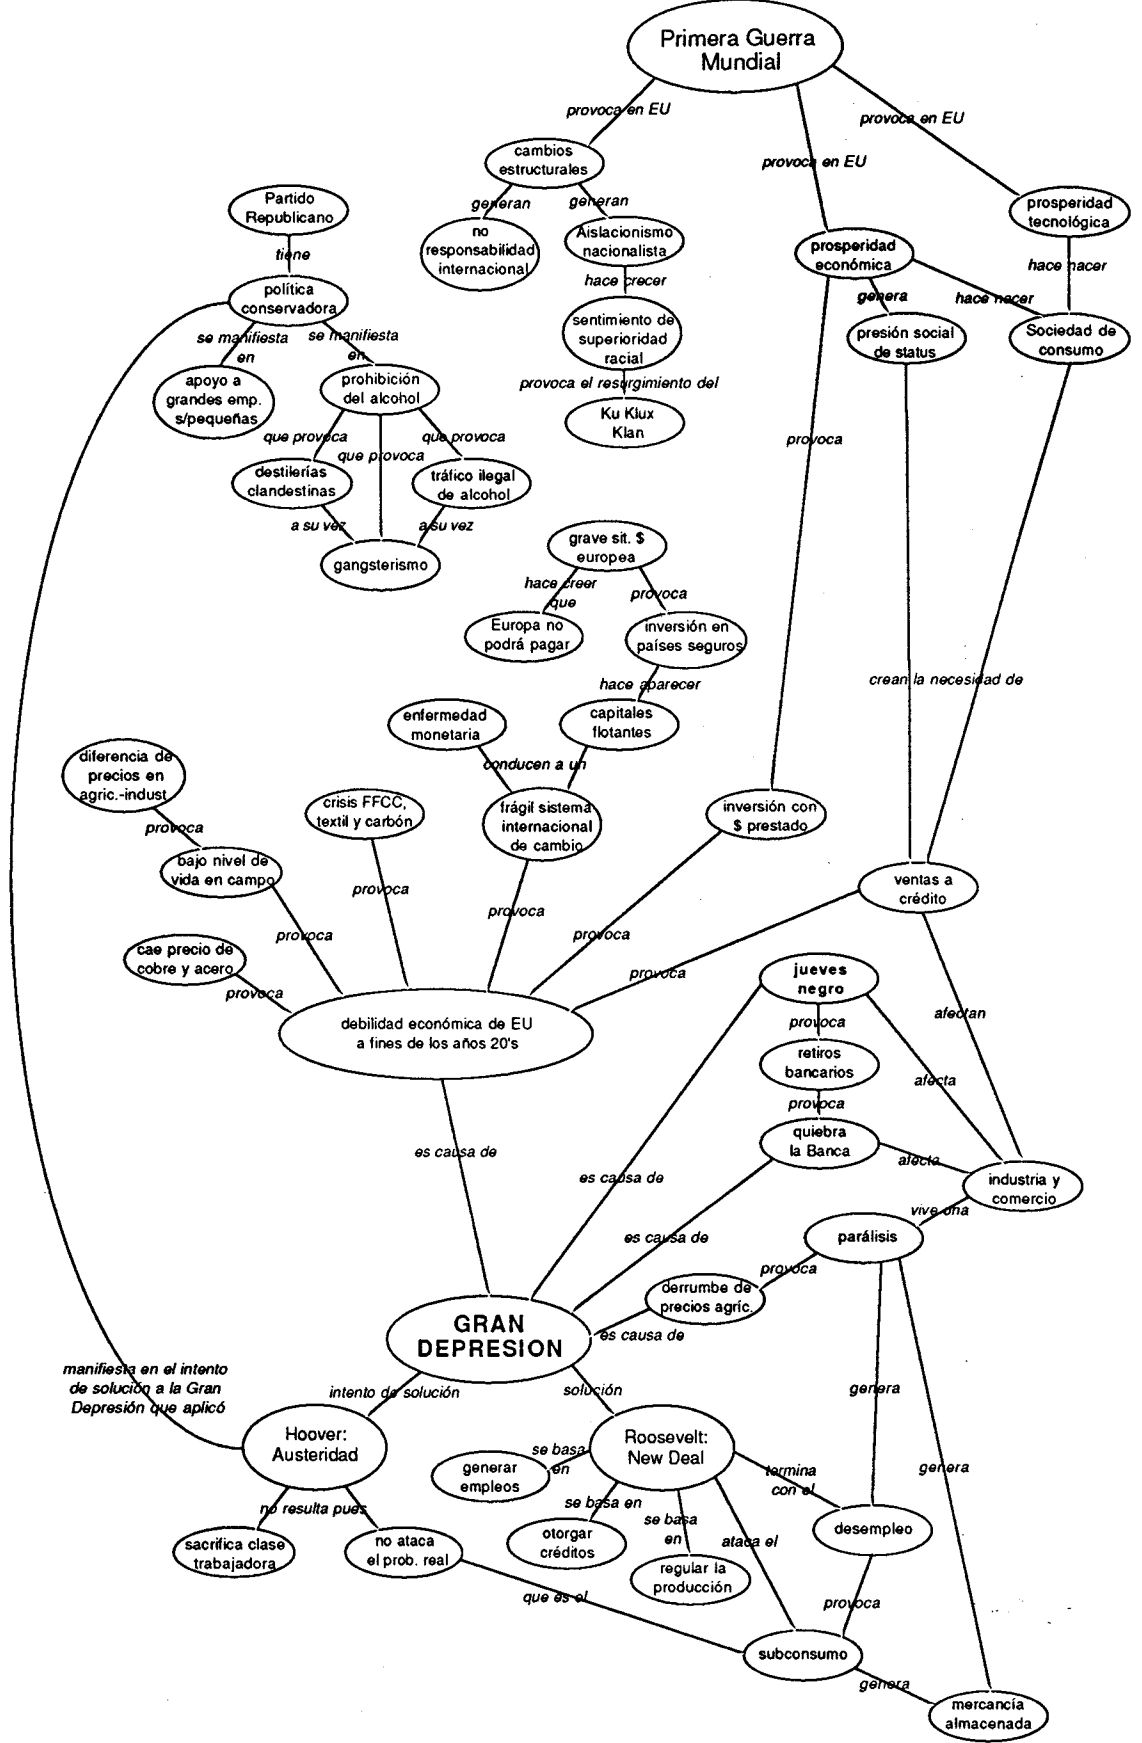 Primera Guerra
Mundial
provoca en EU
provoca en EU
provoca en EU
cambios
estructurales
generan
generan
no
responsabilidad
internacional
Aislacionismo
nacionalista
hace crecer
sentimiento de
superioridad
racial
provoca el resurgimiento del
Ku Klux
Klan
prosperidad
tecnológica
hace nacer
prosperidad
económica
genera
hace nacer
presión social
de status
Sociedad de
consumo
provoca
crean la necesidad de
Partido
Republicano
tiene
política
conservadora
se manifiesta
en
se manifiesta
en
apoyo a
grandes emp.
s/pequeñas
prohibición
del alcohol
que provoca
que provoca
que provoca
destilerías
clandestinas
tráfico ilegal
de alcohol
a su vez
a su vez
gangsterismo
grave sit. $
europea
hace creer
que
provoca
Europa no
podrá pagar
inversión en
países seguros
hace aparecer
enfermedad
monetaria
capitales
flotantes
conducen a un
frágil sistema
internacional
de cambio
diferencia de
precios en
agric.-indust
provoca
bajo nivel de
vida en campo
crisis FFCC,
textil y carbón
inversión con
$ prestado
ventas a
crédito
cae precio de
cobre y acero
provoca
provoca
provoca
provoca
provoca
provoca
debilidad económica de EU
a fines de los años 20's
jueves
negro
provoca
retiros
bancarios
provoca
quiebra
la Banca
afectan
afecta
afecta
industria y
comercio
vive una
parálisis
provoca
derrumbe de
precios agríc.
es causa de
es causa de
es causa de
es causa de
GRAN
DEPRESION
manifiesta en el intento
de solución a la Gran
Depresión que aplicó
intento de solución
solución
Hoover:
Austeridad
no resulta pues
sacrifica clase
trabajadora
no ataca
el prob. real
que es el
Roosevelt:
New Deal
se basa
en
generar
empleos
se basa en
otorgar
créditos
se basa
en
regular la
producción
ataca el
termina
con el
genera
genera
desempleo
provoca
subconsumo
genera
mercancía
almacenada